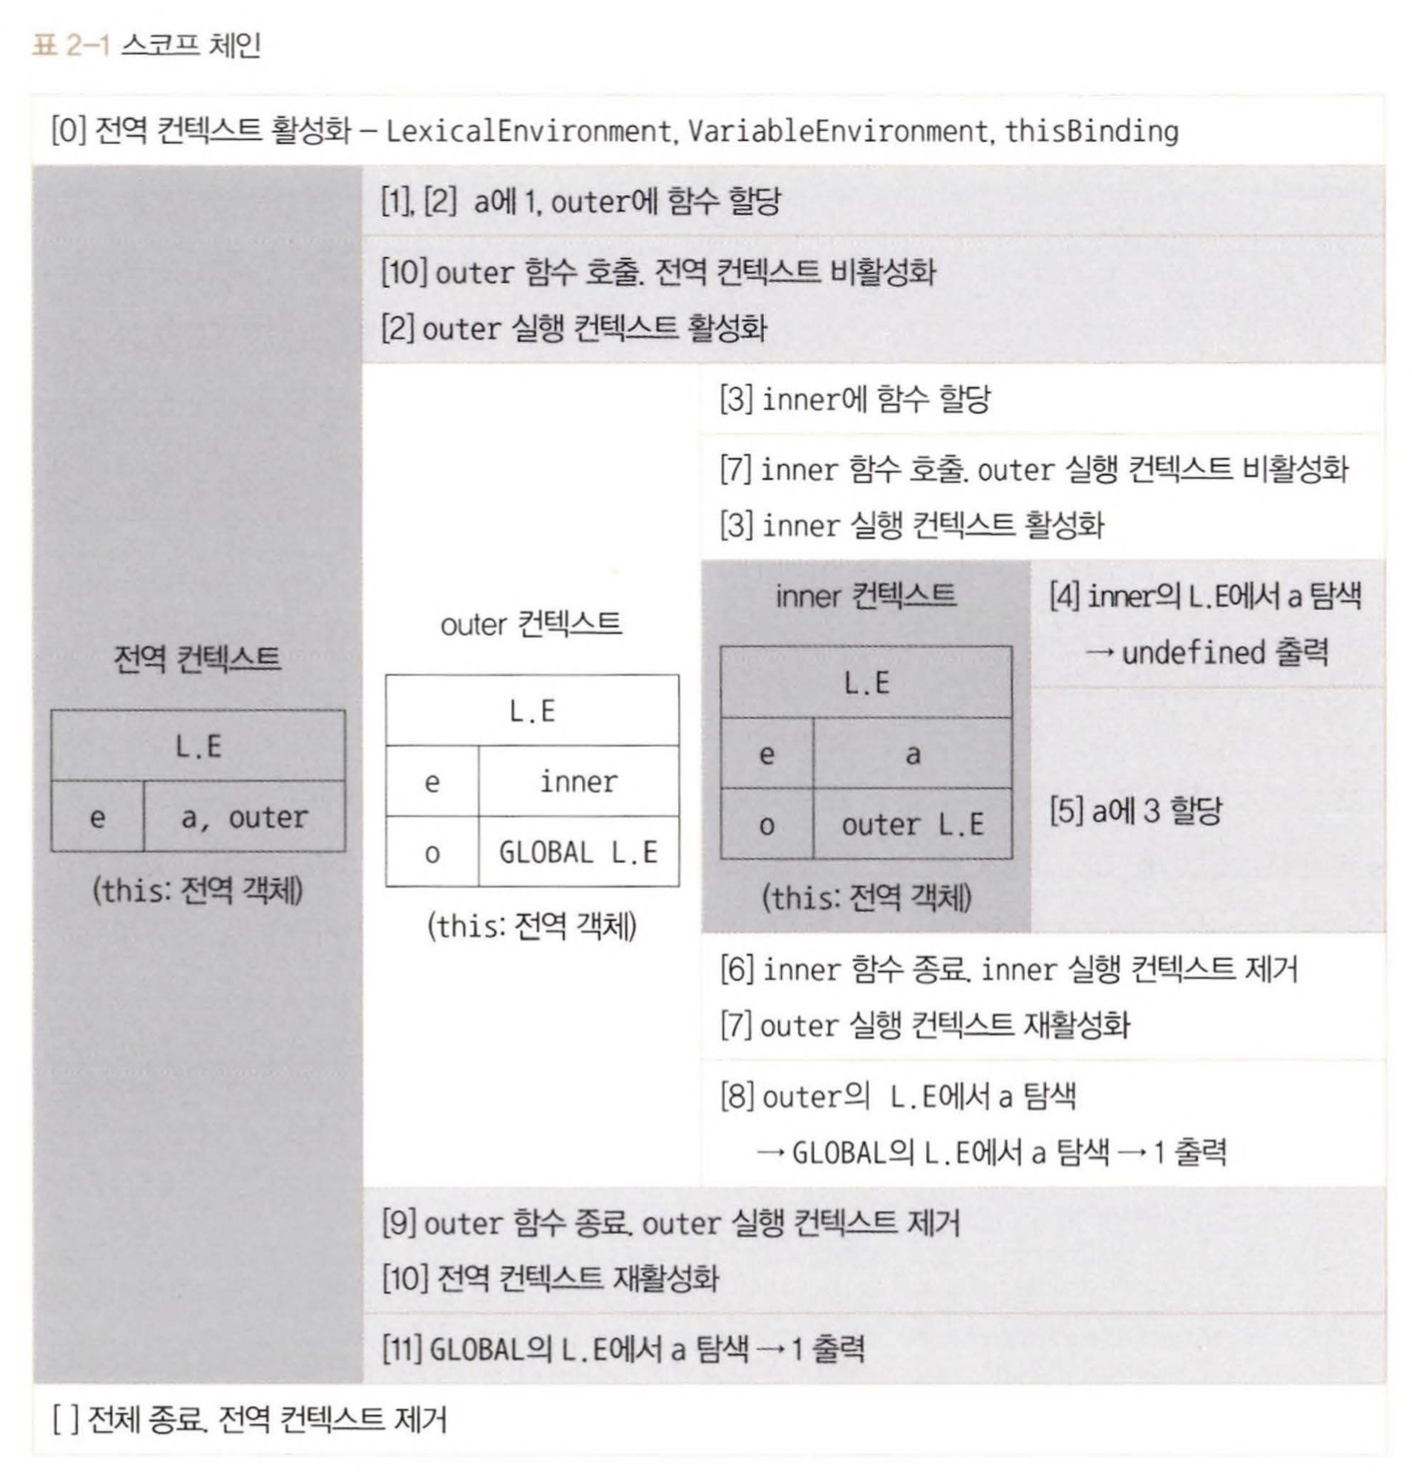 표 2-1 스코프 체인
[0] 전역 컨텍스트 활성화 – LexicalEnvironment, VariableEnvironment, thisBinding
[1], [2] a에 1, outer에 함수 할당
[10] outer 함수 호출. 전역 컨텍스트 비활성화
[2] outer 실행 컨텍스트 활성화
[3] inner에 함수 할당
[7] inner 함수 호출. outer 실행 컨텍스트 비활성화
[3] inner 실행 컨텍스트 활성화
전역 컨텍스트
L.E
e a, outer
(this: 전역 객체)
outer 컨텍스트
L.E
e inner
o GLOBAL L.E
(this: 전역 객체)
inner 컨텍스트
L.E
e a
o outer L.E
(this: 전역 객체)
[4] inner의 L.E에서 a 탐색
→ undefined 출력
[5] a에 3 할당
[6] inner 함수 종료. inner 실행 컨텍스트 제거
[7] outer 실행 컨텍스트 재활성화
[8] outer의 L.E에서 a 탐색
→ GLOBAL의 L.E에서 a 탐색 → 1 출력
[9] outer 함수 종료. outer 실행 컨텍스트 제거
[10] 전역 컨텍스트 재활성화
[11] GLOBAL의 L.E에서 a 탐색 → 1 출력
[ ] 전체 종료. 전역 컨텍스트 제거